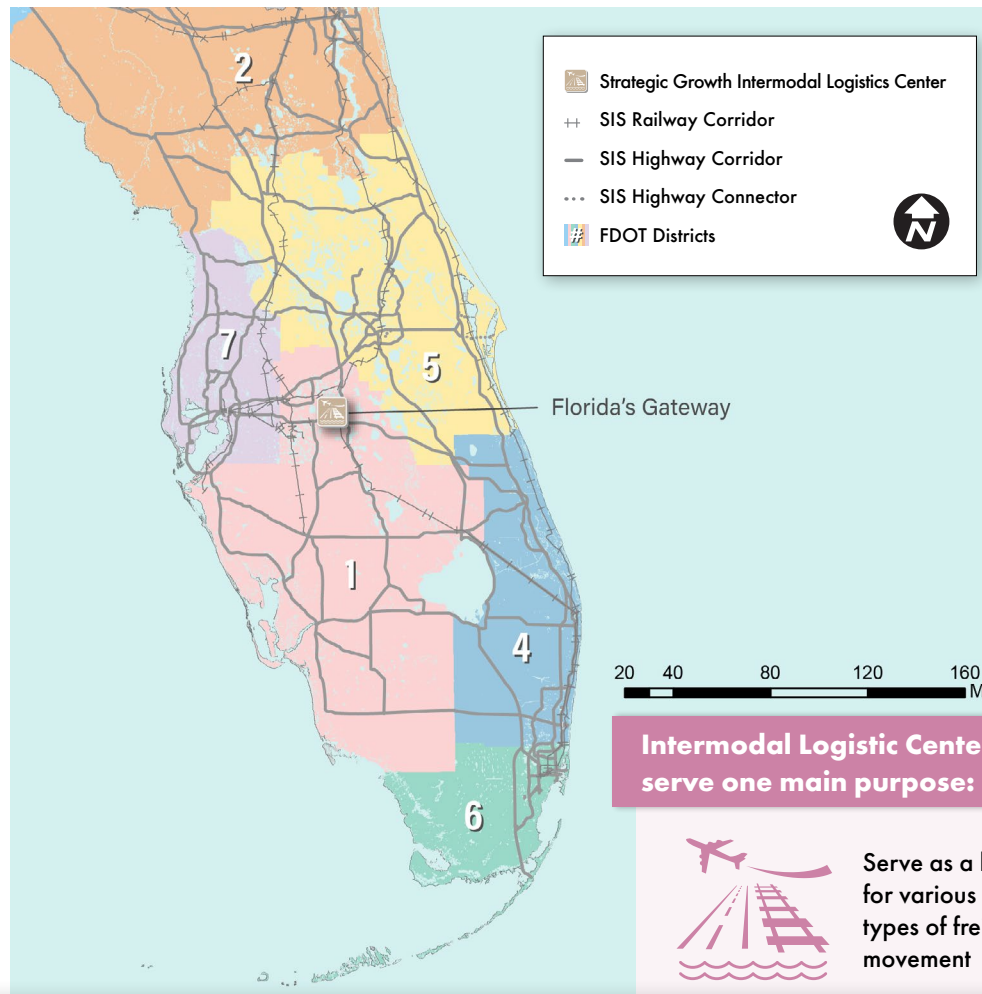 2
Strategic Growth Intermodal Logistics Center
SIS Railway Corridor
SIS Highway Corridor
SIS Highway Connector
# FDOT Districts
N
7
5
Florida's Gateway
1
4
20 40 80 120 160
M
Intermodal Logistic Cente
serve one main purpose:
6
Serve as a
for various
types of fre
movement